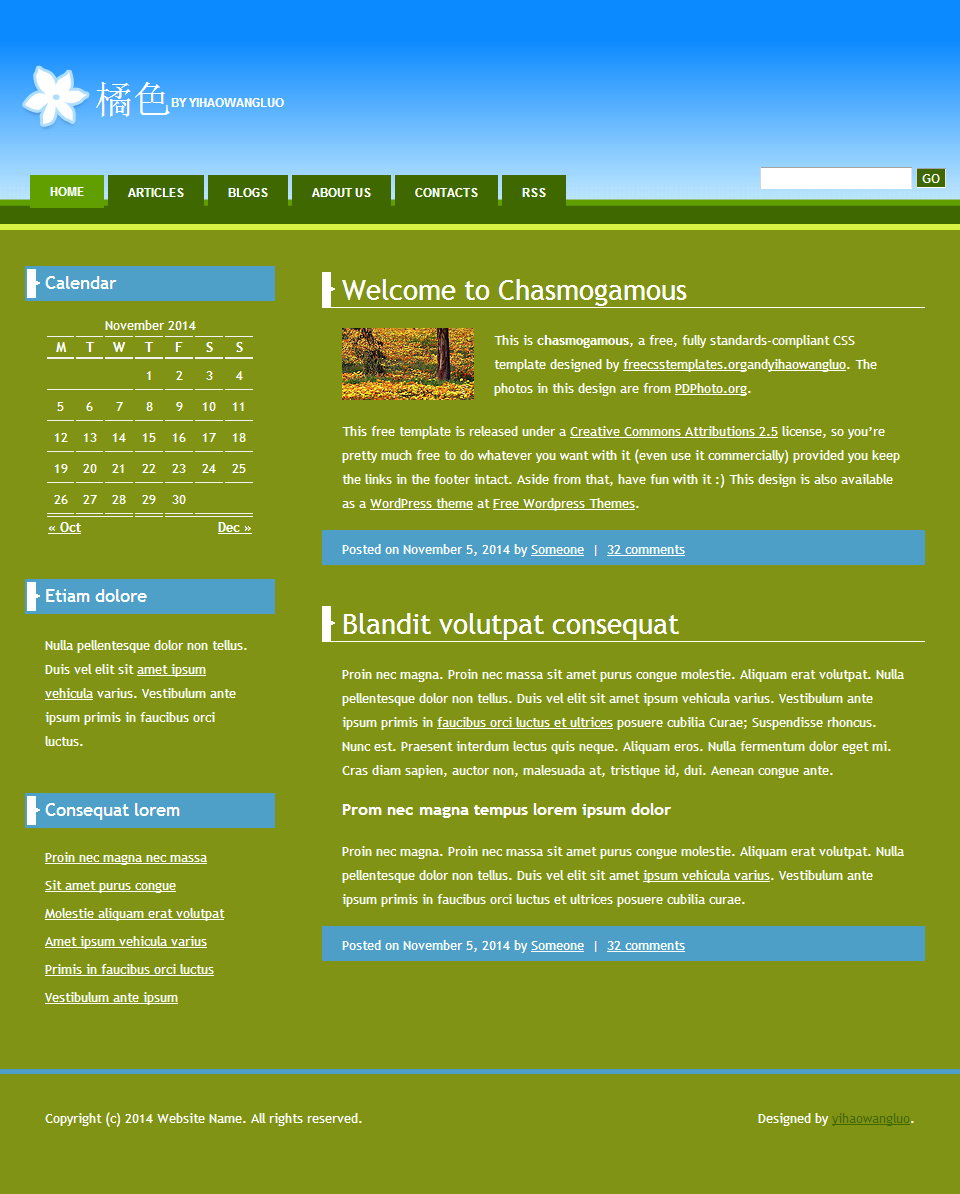 橘色 BY YIHAOWANGLUO
HOME ARTICLES BLOGS ABOUT US CONTACTS RSS GO
Calendar
November 2014
M T W T F S S
1 2 3 4
5 6 7 8 9 10 11
12 13 14 15 16 17 18
19 20 21 22 23 24 25
26 27 28 29 30
« Oct Dec »
Etiam dolore
Nulla pellentesque dolor non tellus.
Duis vel elit sit amet ipsum
vehicula varius. Vestibulum ante
ipsum primis in faucibus orci
luctus.
Consequat lorem
Proin nec magna nec massa
Sit amet purus congue
Molestie aliquam erat volutpat
Amet ipsum vehicula varius
Primis in faucibus orci luctus
Vestibulum ante ipsum
Welcome to Chasmogamous
This is chasmogamous, a free, fully standards-compliant CSS
template designed by freecsstemplates.organdyihaowangluo. The
photos in this design are from PDPhoto.org.
This free template is released under a Creative Commons Attributions 2.5 license, so you’re
pretty much free to do whatever you want with it (even use it commercially) provided you keep
the links in the footer intact. Aside from that, have fun with it :) This design is also available
as a WordPress theme at Free Wordpress Themes.
Posted on November 5, 2014 by Someone | 32 comments
Blandit volutpat consequat
Proin nec magna. Proin nec massa sit amet purus congue molestie. Aliquam erat volutpat. Nulla
pellentesque dolor non tellus. Duis vel elit sit amet ipsum vehicula varius. Vestibulum ante
ipsum primis in faucibus orci luctus et ultrices posuere cubilia Curae; Suspendisse rhoncus.
Nunc est. Praesent interdum lectus quis neque. Aliquam eros. Nulla fermentum dolor eget mi.
Cras diam sapien, auctor non, malesuada at, tristique id, dui. Aenean congue ante.
Prom nec magna tempus lorem ipsum dolor
Proin nec magna. Proin nec massa sit amet purus congue molestie. Aliquam erat volutpat. Nulla
pellentesque dolor non tellus. Duis vel elit sit amet ipsum vehicula varius. Vestibulum ante
ipsum primis in faucibus orci luctus et ultrices posuere cubilia curae.
Posted on November 5, 2014 by Someone | 32 comments
Copyright (c) 2014 Website Name. All rights reserved. Designed by yihaowangluo.